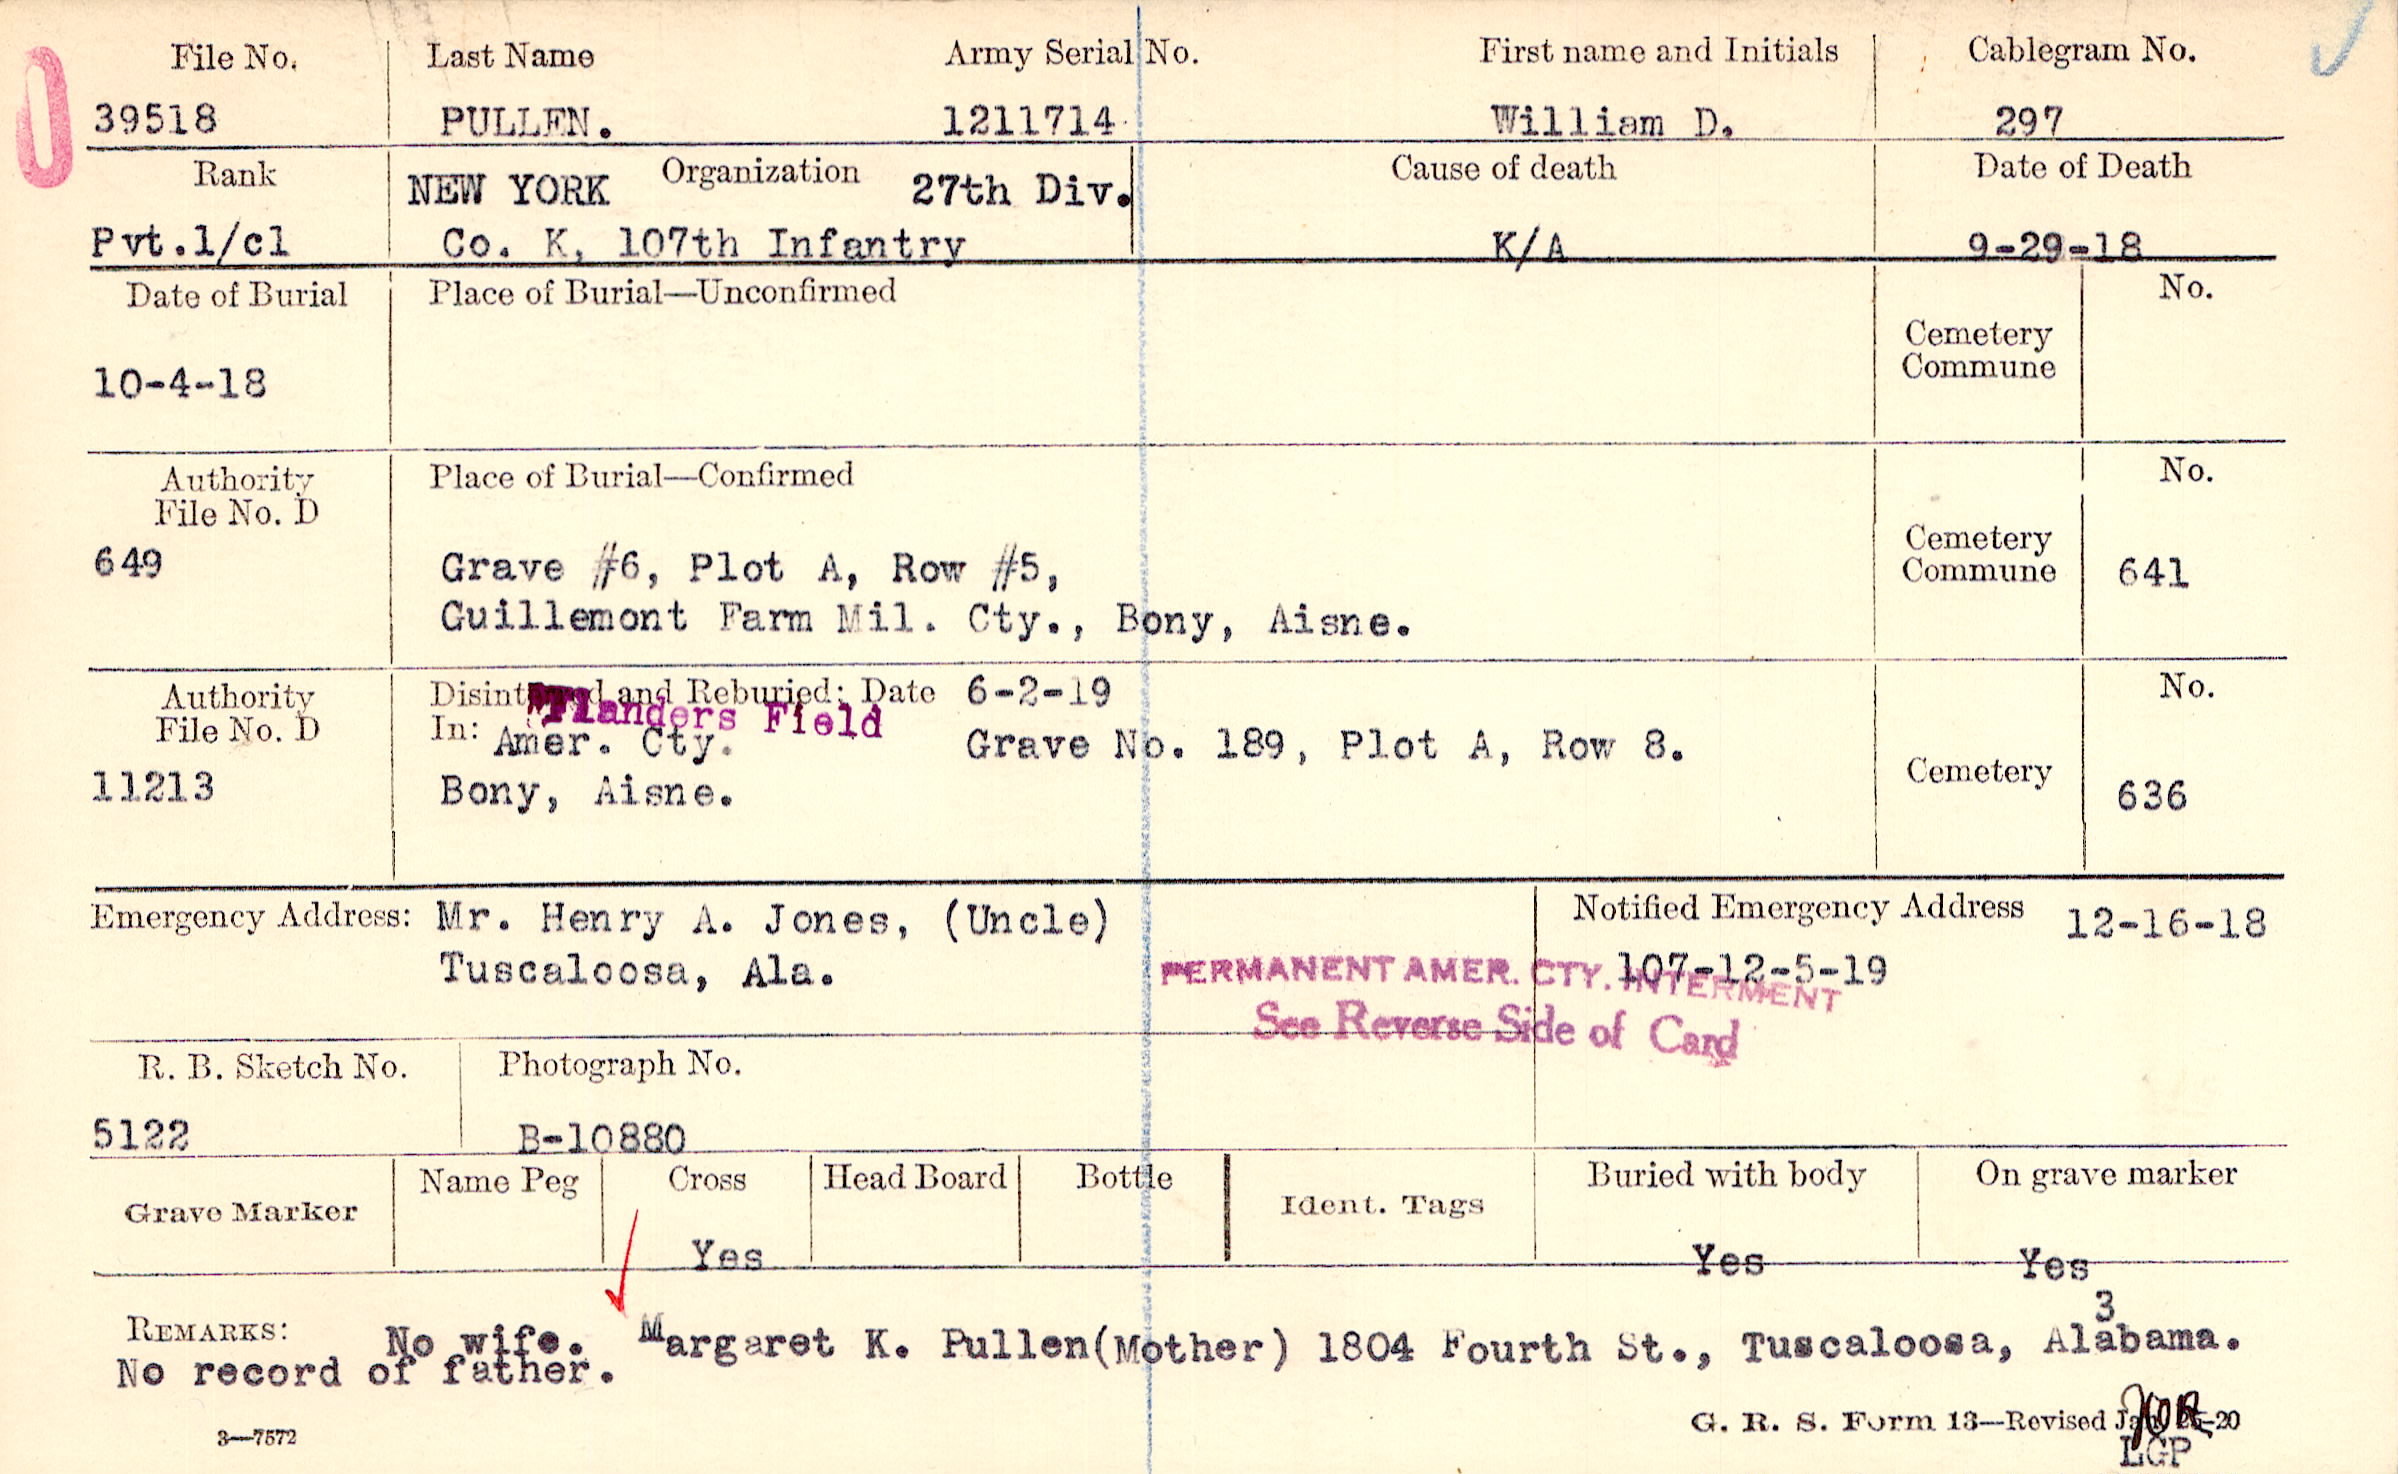 File No. Last Name Army Serial No. First name and Initials Cablegram No.
39518 PULLEN. 1211714 William D. 297
Rank NEW YORK Organization 27th Div. Cause of death Date of Death
Pvt.1/cl Co. K, 107th Infantry K/A 9-29-18
Date of Burial Place of Burial—Unconfirmed No.
Cemetery
Commune
10-4-18
Authority Place of Burial—Confirmed No.
File No. D
649 Grave #6, Plot A, Row #5, Cemetery
Commune 641
Guillemont Farm Mil. Cty., Bony, Aisne.
Authority Disinterred and Reburied: Date 6-2-19 No.
Flanders Field
File No. D In: Amer. Cty. Grave No. 189, Plot A, Row 8.
11213 Bony, Aisne. Cemetery 636
Emergency Address: Mr. Henry A. Jones, (Uncle) Notified Emergency Address 12-16-18
Tuscaloosa, Ala. 107-12-5-19
PERMANENT AMER. CTY. INTERMENT
See Reverse Side of Card
R. B. Sketch No. Photograph No.
5122 B-10880
Grave Marker Name Peg Cross Head Board Bottle Ident. Tags Buried with body On grave marker
Yes Yes Yes
3
REMARKS: No wife. Margaret K. Pullen(Mother) 1804 Fourth St., Tuscaloosa, Alabama.
No record of father.
3—7572 G. R. S. Form 13—Revised -20
LGP